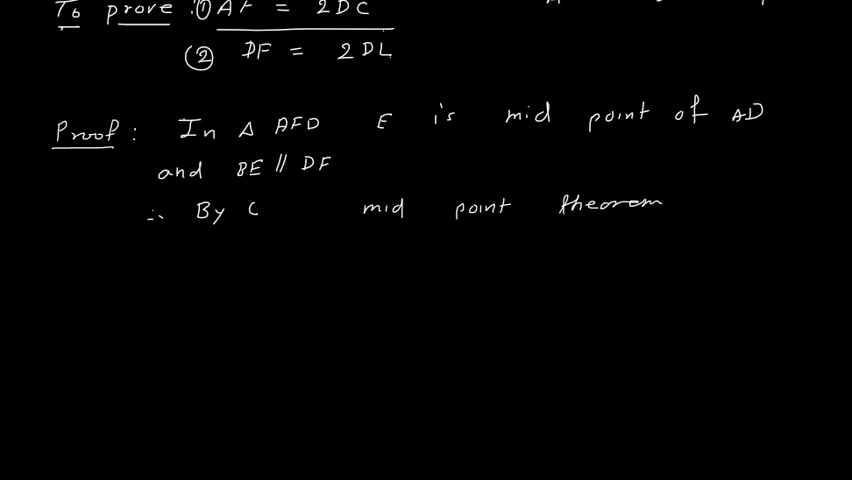 To prove : ① AF = 2DC
② DF = 2DL
Proof : In △ AFD E is mid point of AD
and BE // DF
∴ By C mid point theorem